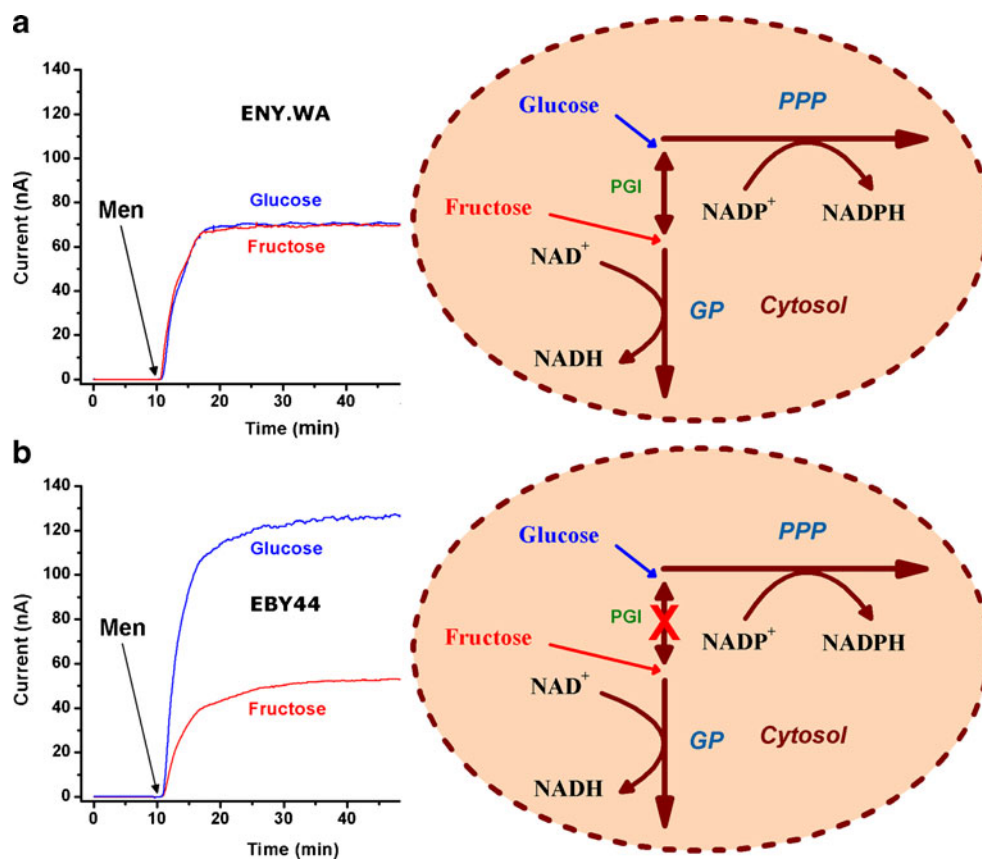 a
140
120
100
80
60
40
20
0
Current (nA)
ENY.WA
Men
Glucose
Fructose
0 10 20 30 40
Time (min)
Glucose
PPP
PGI
Fructose
NADP+ NADPH
NAD+
GP Cytosol
NADH
b
140
120
100
80
60
40
20
0
Current (nA)
Glucose
EBY44
Men
Fructose
0 10 20 30 40
Time (min)
Glucose
PPP
PGI
X
Fructose
NADP+ NADPH
NAD+
GP Cytosol
NADH